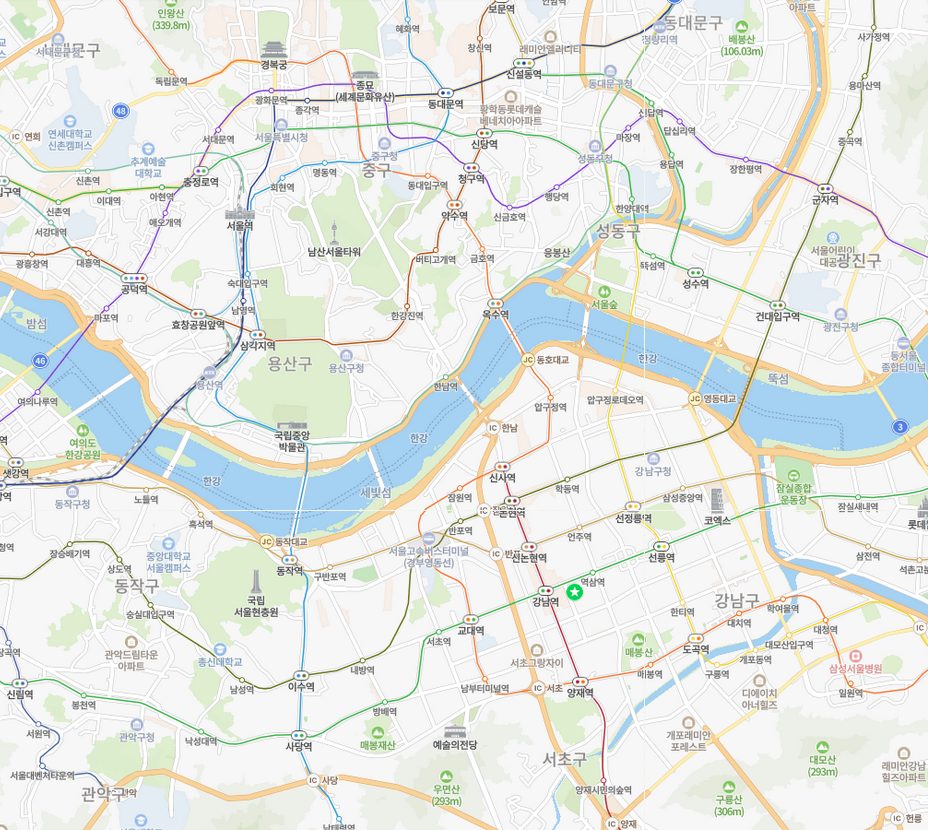 인왕산
(339.8m)
보문역
혜화역
창신역
동대문구
청량리역
배봉산
(106.03m)
아파트
사가정역
서대문구청
독립문역
경복궁
종묘
(세계문화유산)
래미안엘리니티
신설동역
동대문구청
용마산역
48
광화문역
종각역
동대문역
황학동롯데캐슬
베네치아아파트
신답역
답십리역
중곡역
IC 연희
연세대학교
신촌캠퍼스
서대문역
서울특별시청
신당역
마장역
성동구청
추계예술
대학교
중구청
중구
신촌역
충정로역
회현역
명동역
동대입구역
청구역
용답역
장한평역
군자역
이대역
아현역
신촌역
서강대역
애오개역
서울역
약수역
행당역
신금호역
한양대역
성동구
서울어린이
대공원
광진구
광흥창역
대흥역
남산서울타워
버티고개역
금호역
응봉산
뚝섬역
성수역
공덕역
숙대입구역
서울숲
남영역
마포역
한강진역
옥수역
건대입구역
광진구청
밤섬
효창공원앞역
삼각지역
용산구
용산구청
JC 동호대교
한강
동서울
종합터미널
46
용산역
한남역
뚝섬
여의나루역
압구정역
압구정로데오역
JC 영동대교
여의도
한강공원
국립중앙
박물관
한강
IC 한남
3
샛강역
신사역
강남구청
동작구청
한강
세빛섬
잠원역
학동역
삼성중앙역
잠실종합
운동장
노들역
논현역
선정릉역
코엑스
잠실새내역
흑석역
반포역
언주역
JC 동작대교
서울고속버스터미널
(경부영동선)
신논현역
선릉역
삼전역
장승배기역
중앙대학교
서울캠퍼스
동작역
구반포역
상도역
동작구
국립
서울현충원
역삼역
강남역
강남구
숭실대입구역
교대역
한티역
대치역
학여울역
대청역
관악드림타운
아파트
총신대학교
서초역
매봉산
도곡역
대모산입구역
내방역
서초그랑자이
개포동역
매봉역
구룡역
삼성서울병원
신림역
남성역
이수역
남부터미널역
IC 서초
양재역
디에이치
아너힐즈
일원역
봉천역
방배역
서원역
관악구청
낙성대역
사당역
매봉재산
예술의전당
개포래미안
포레스트
서초구
대모산
(293m)
래미안강남
힐즈아파트
서울대벤처타운역
IC 사당
우면산
(293m)
양재시민의숲역
구룡산
(306m)
관악구
남태령역
IC 양재
IC 헌릉